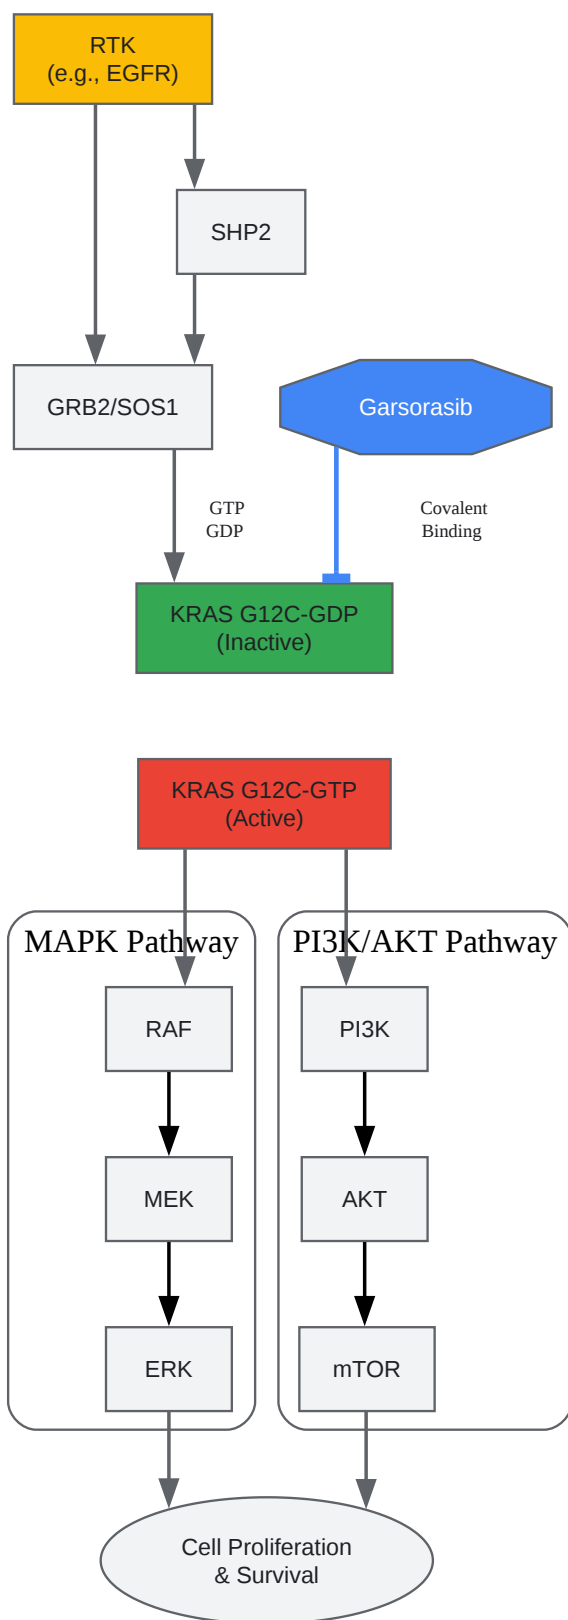 RTK
(e.g., EGFR)
SHP2
GRB2/SOS1
Garsorasib
GTP
GDP
Covalent
Binding
KRAS G12C-GDP
(Inactive)
KRAS G12C-GTP
(Active)
MAPK Pathway
PI3K/AKT Pathway
RAF
PI3K
MEK
AKT
ERK
mTOR
Cell Proliferation
& Survival